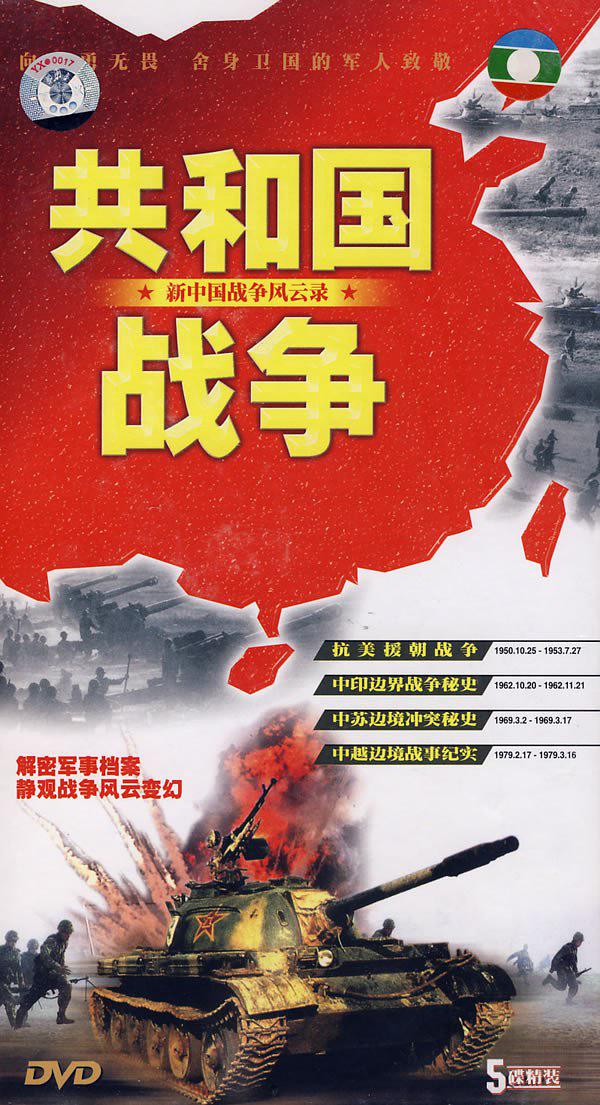 向 勇无畏 舍身卫国的军人致敬
YX●0017
共和国
★ 新中国战争风云录 ★
战争
抗美援朝战争 1950.10.25 - 1953.7.27
中印边界战争秘史 1962.10.20 - 1962.11.21
中苏边境冲突秘史 1969.3.2 - 1969.3.17
中越边境战事纪实 1979.2.17 - 1979.3.16
解密军事档案
静观战争风云变幻
DVD
5碟精装